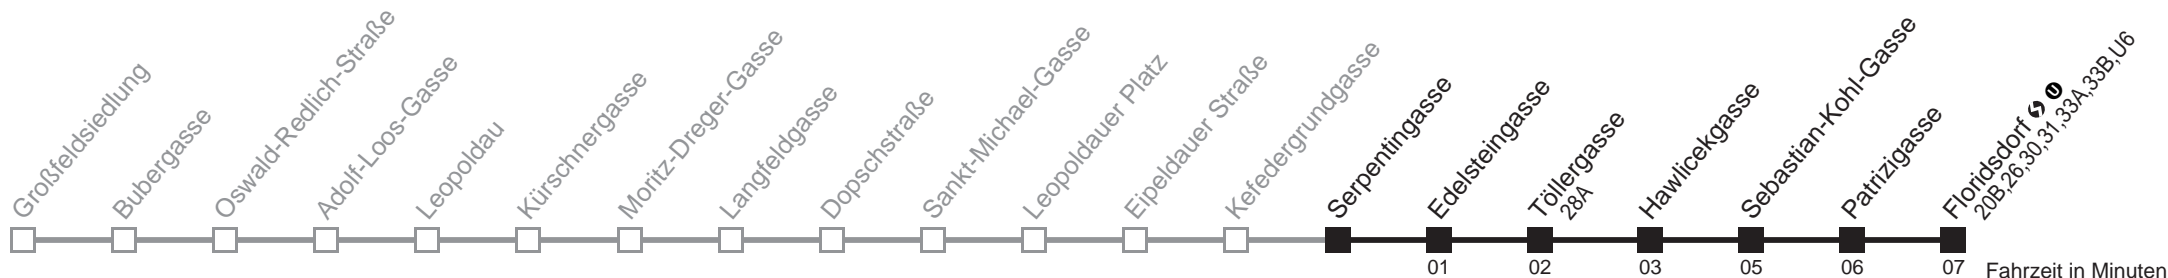 Großfeldsiedlung
Bubergasse
Oswald-Redlich-Straße
Adolf-Loos-Gasse
Leopoldau
Kürschnergasse
Moritz-Dreger-Gasse
Langfeldgasse
Dopschstraße
Sankt-Michael-Gasse
Leopoldauer Platz
Eipeldauer Straße
Kefedergrundgasse
Serpentingasse
Edelsteingasse
Töllergasse
28A
Hawlicekgasse
Sebastian-Kohl-Gasse
Patrizigasse
Floridsdorf S U
20B,26,30,31,33A,33B,U6
01 02 03 05 06 07 Fahrzeit in Minuten